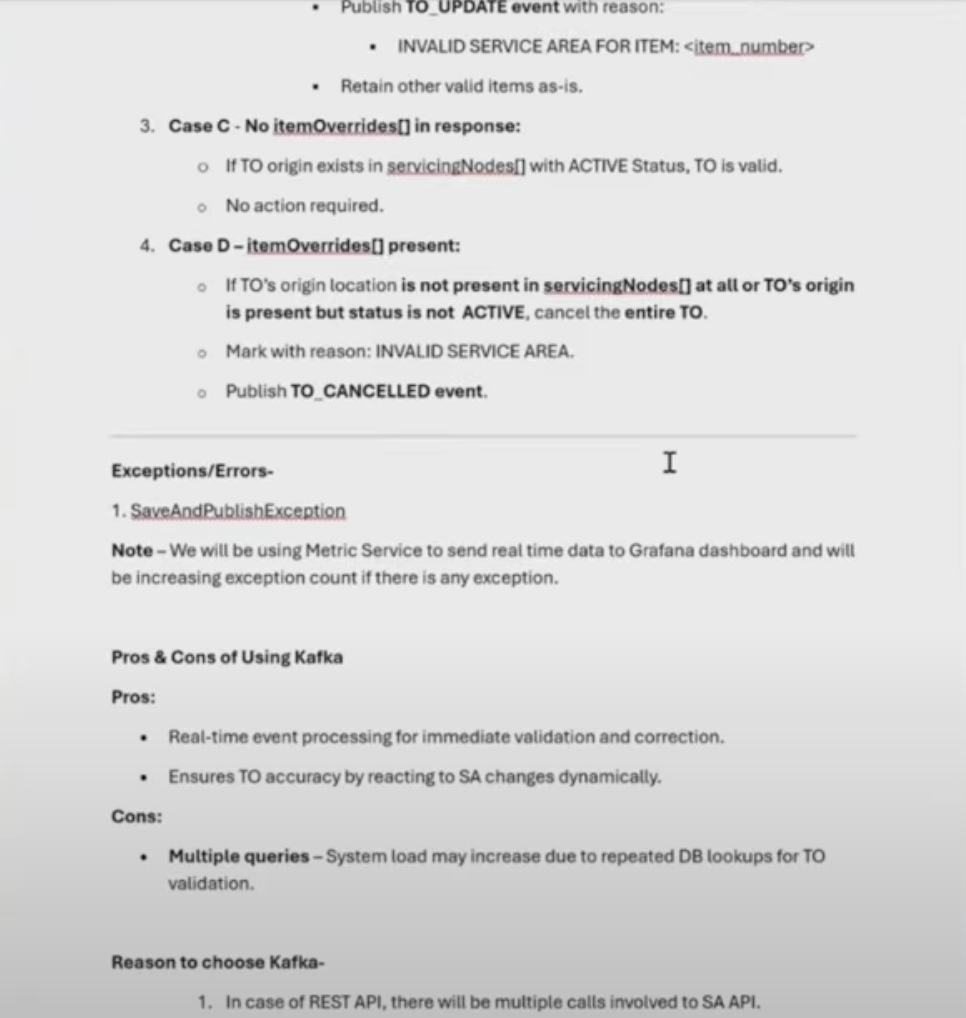 ▪ Publish TO_UPDATE event with reason:
▪ INVALID SERVICE AREA FOR ITEM: <item_number>
▪ Retain other valid items as-is.
3. Case C - No itemOverrides[] in response:
o If TO origin exists in servicingNodes[] with ACTIVE Status, TO is valid.
o No action required.
4. Case D – itemOverrides[] present:
o If TO's origin location is not present in servicingNodes[] at all or TO's origin
is present but status is not ACTIVE, cancel the entire TO.
o Mark with reason: INVALID SERVICE AREA.
o Publish TO_CANCELLED event.
Exceptions/Errors-
1. SaveAndPublishException
Note – We will be using Metric Service to send real time data to Grafana dashboard and will
be increasing exception count if there is any exception.
Pros & Cons of Using Kafka
Pros:
• Real-time event processing for immediate validation and correction.
• Ensures TO accuracy by reacting to SA changes dynamically.
Cons:
• Multiple queries – System load may increase due to repeated DB lookups for TO
validation.
Reason to choose Kafka-
1. In case of REST API, there will be multiple calls involved to SA API.